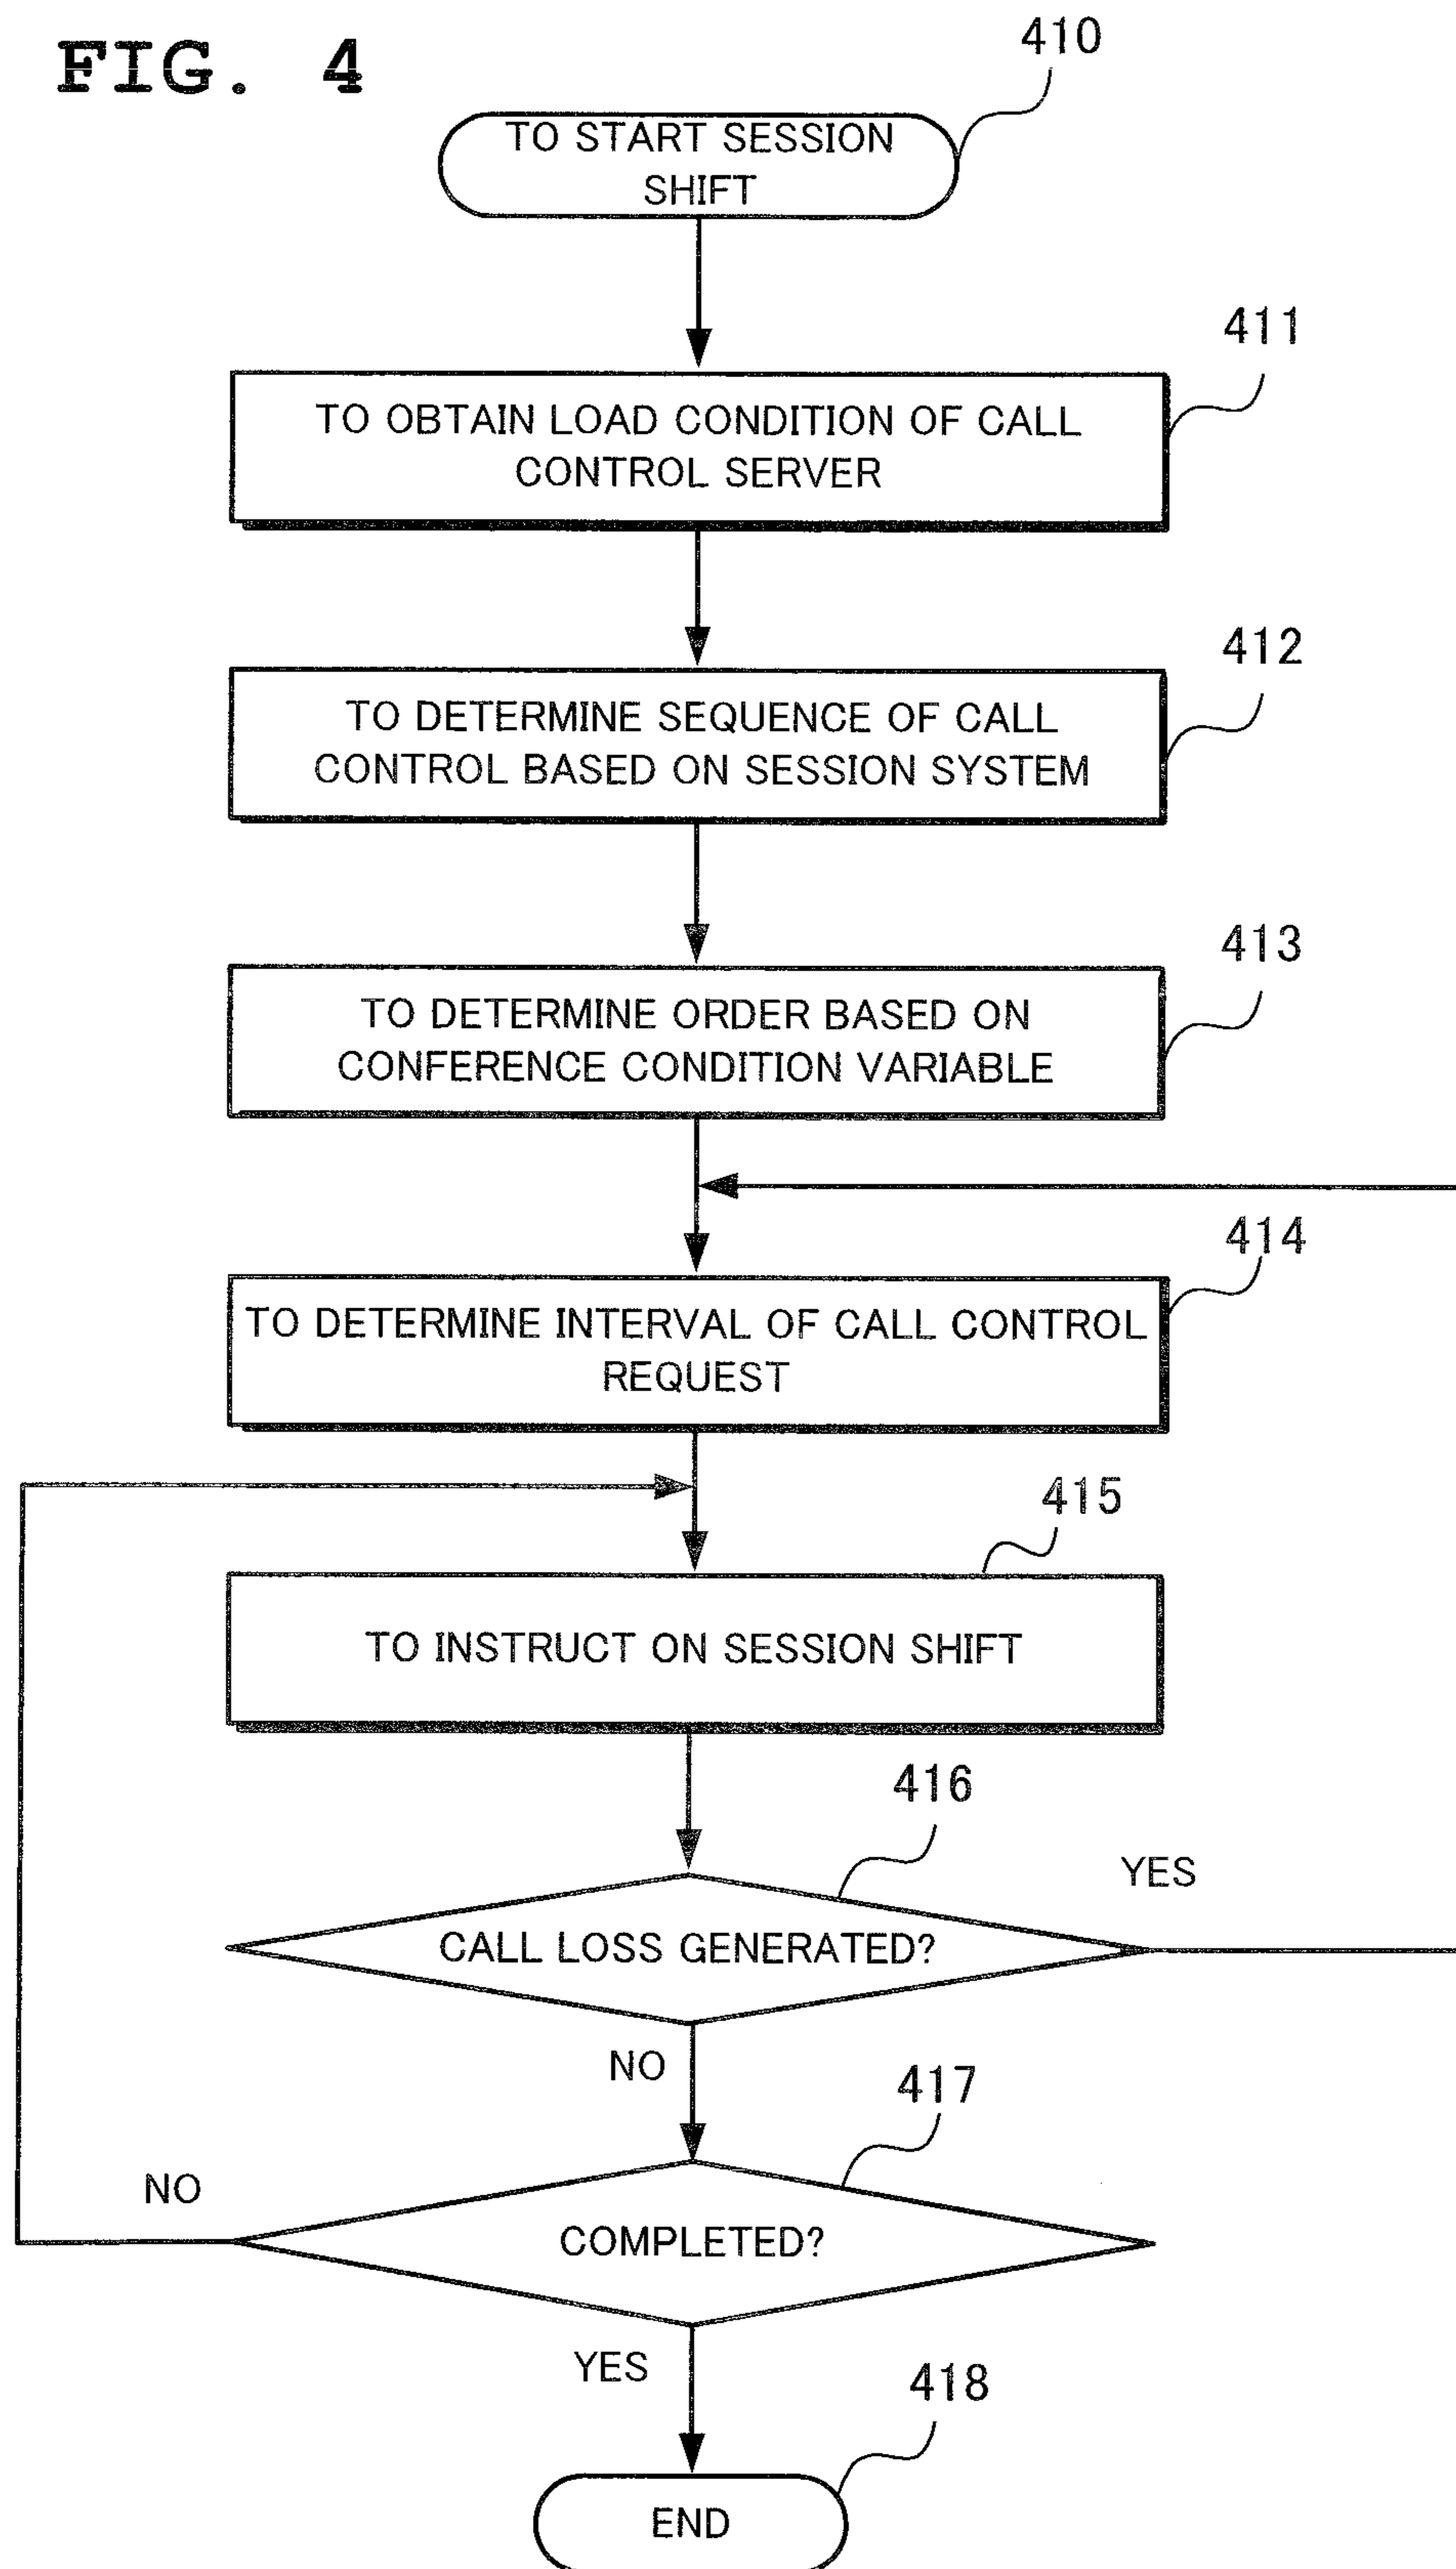 FIG. 4
410
TO START SESSION
SHIFT
411
TO OBTAIN LOAD CONDITION OF CALL
CONTROL SERVER
412
TO DETERMINE SEQUENCE OF CALL
CONTROL BASED ON SESSION SYSTEM
413
TO DETERMINE ORDER BASED ON
CONFERENCE CONDITION VARIABLE
414
TO DETERMINE INTERVAL OF CALL CONTROL
REQUEST
415
TO INSTRUCT ON SESSION SHIFT
416
YES
CALL LOSS GENERATED?
NO
417
NO
COMPLETED?
YES
418
END